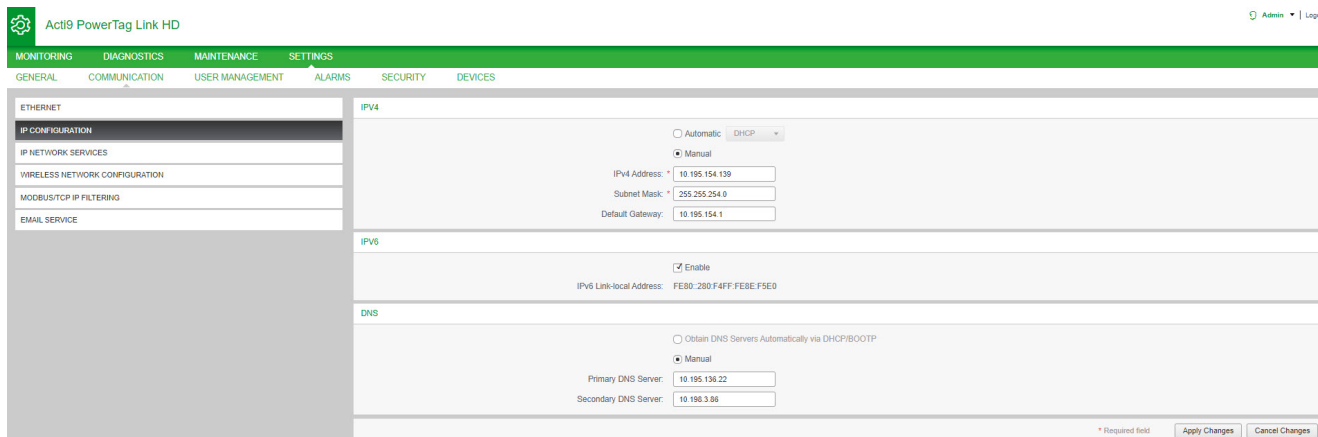 Acti9 PowerTag Link HD
Admin | Log
MONITORING DIAGNOSTICS MAINTENANCE SETTINGS
GENERAL COMMUNICATION USER MANAGEMENT ALARMS SECURITY DEVICES
ETHERNET
IP CONFIGURATION
IP NETWORK SERVICES
WIRELESS NETWORK CONFIGURATION
MODBUS/TCP IP FILTERING
EMAIL SERVICE
IPV4
Automatic DHCP
Manual
IPv4 Address: * 10.195.154.139
Subnet Mask: * 255.255.254.0
Default Gateway: 10.195.154.1
IPV6
Enable
IPv6 Link-local Address: FE80::280:F4FF:FE8E:F5E0
DNS
Obtain DNS Servers Automatically via DHCP/BOOTP
Manual
Primary DNS Server: 10.195.136.22
Secondary DNS Server: 10.198.3.86
* Required field Apply Changes Cancel Changes